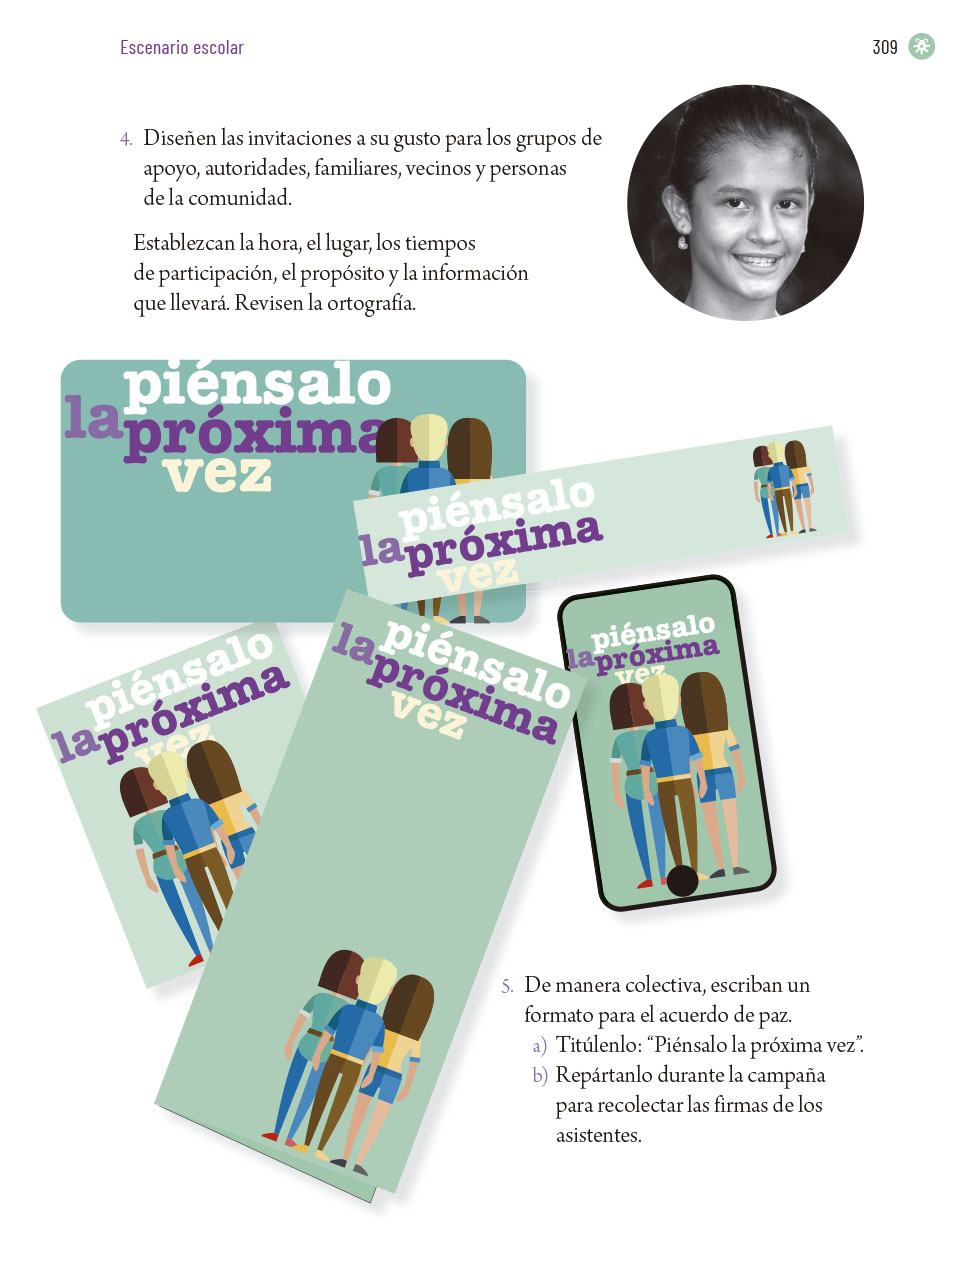 Escenario escolar
309
4. Diseñen las invitaciones a su gusto para los grupos de
apoyo, autoridades, familiares, vecinos y personas
de la comunidad.
Establezcan la hora, el lugar, los tiempos
de participación, el propósito y la información
que llevará. Revisen la ortografía.
piénsalo
la próxima
vez
piénsalo
la próxima
vez
piénsalo
la próxima
vez
piénsalo
la próxima
vez
piénsalo
la próxima
vez
5. De manera colectiva, escriban un
formato para el acuerdo de paz.
a) Titúlenlo: “Piénsalo la próxima vez”.
b) Repártanlo durante la campaña
para recolectar las firmas de los
asistentes.